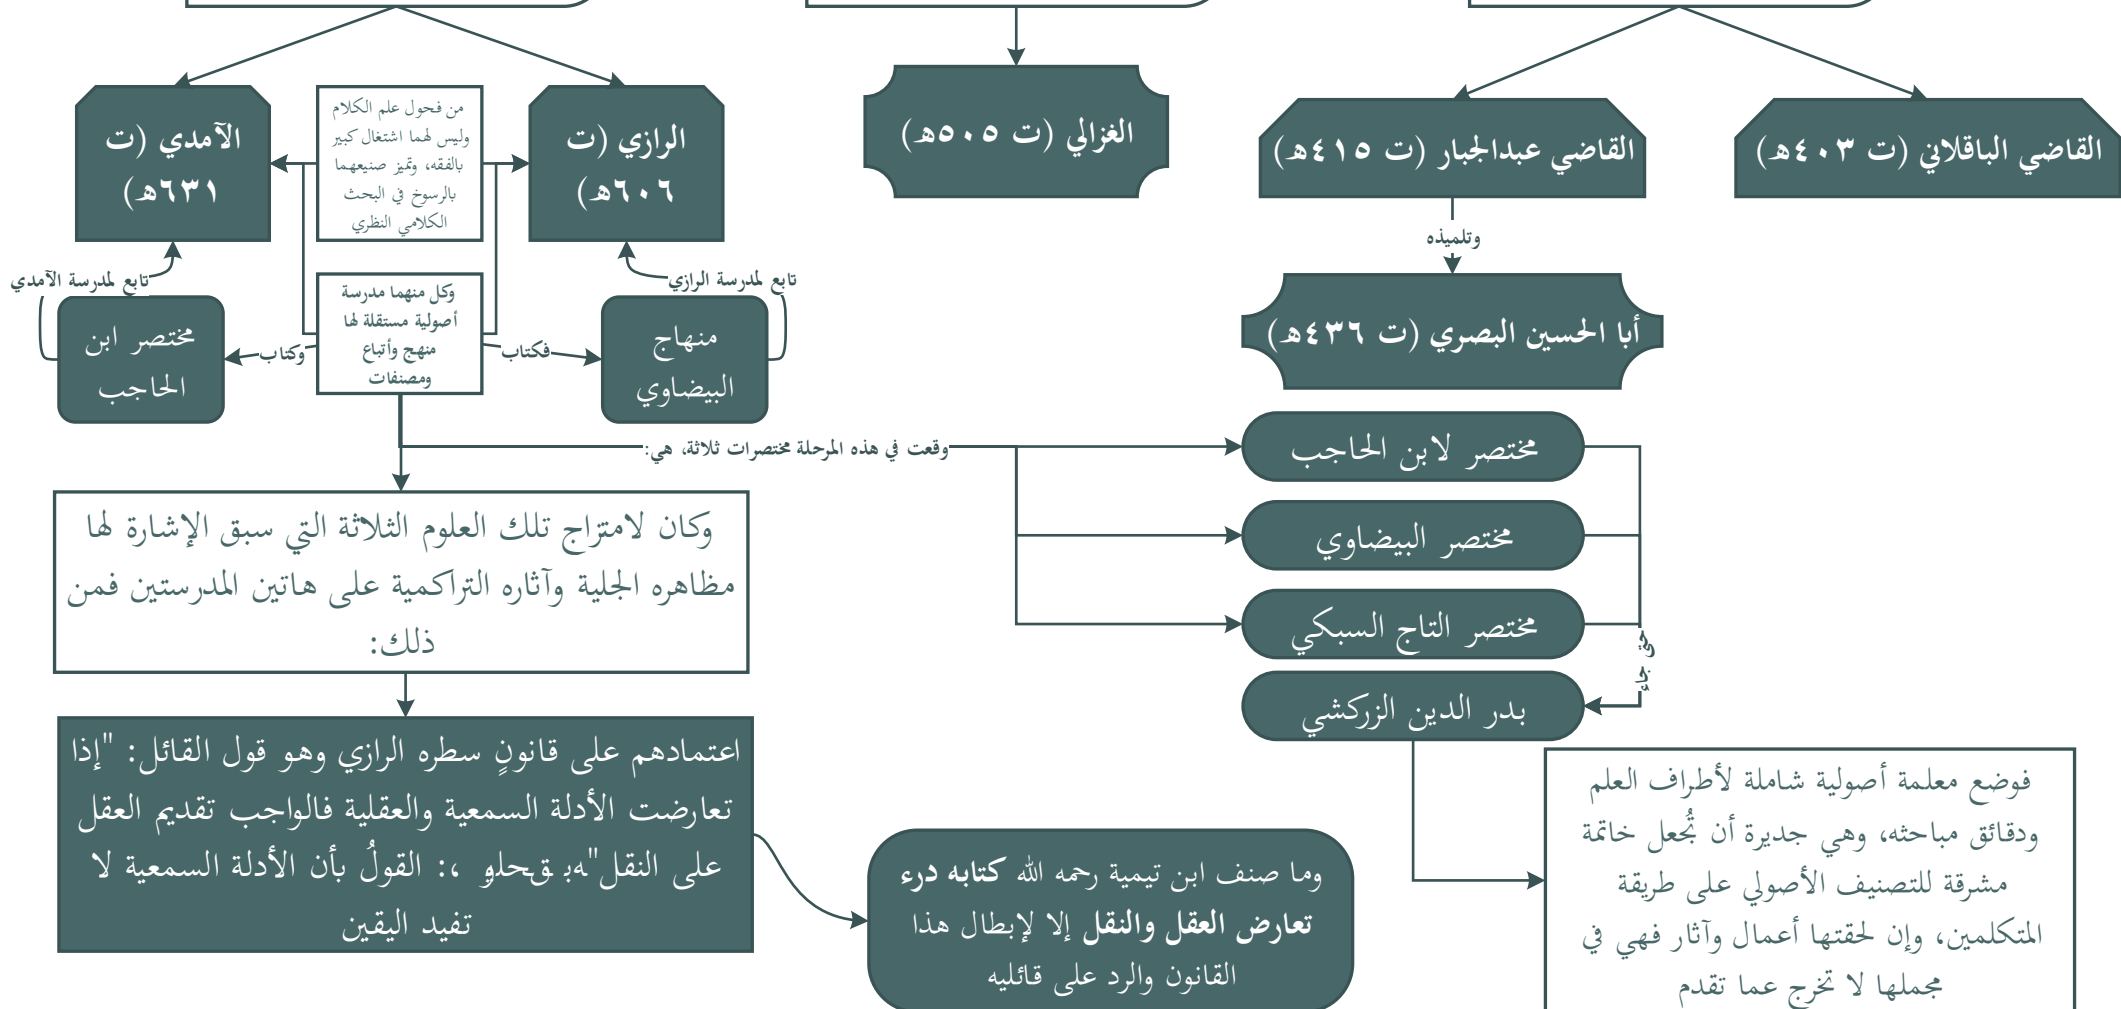 القاضي الباقلاني (ت ٤٠٣هـ)
القاضي عبدالجبار (ت ٤١٥هـ)
وتلميذه
أبا الحسين البصري (ت ٤٣٦هـ)
الغزالي (ت ٥٠٥هـ)
الرازي (ت
٦٠٦هـ)
من فحول علم الكلام
وليس لهما اشتغال كبير
بالفقه، وتميز صنيعهما
بالرسوخ في البحث
الكلامي النظري
الآمدي (ت
٦٣١هـ)
تابع لمدرسة الرازي
منهاج
البيضاوي
فكتاب
وكل منهما مدرسة
أصولية مستقلة لها
منهج وأتباع
ومصنفات
وكتاب
تابع لمدرسة الآمدي
مختصر ابن
الحاجب
وقعت في هذه المرحلة مختصرات ثلاثة، هي:
مختصر لابن الحاجب
مختصر البيضاوي
مختصر التاج السبكي
حتى جاء
بدر الدين الزركشي
فوضع معلمة أصولية شاملة لأطراف العلم
ودقائق مباحثه، وهي جديرة أن تُجعل خاتمة
مشرقة للتصنيف الأصولي على طريقة
المتكلمين، وإن لحقتها أعمال وآثار فهي في
مجملها لا تخرج عما تقدم
وكان لامتزاج تلك العلوم الثلاثة التي سبق الإشارة لها
مظاهره الجلية وآثاره التراكمية على هاتين المدرستين فمن
ذلك:
اعتمادهم على قانونٍ سطره الرازي وهو قول القائل: "إذا
تعارضت الأدلة السمعية والعقلية فالواجب تقديم العقل
على النقل" ،: القولُ بأن الأدلة السمعية لا
تفيد اليقين
وما صنف ابن تيمية رحمه الله كتابه درء
تعارض العقل والنقل إلا لإبطال هذا
القانون والرد على قائليه